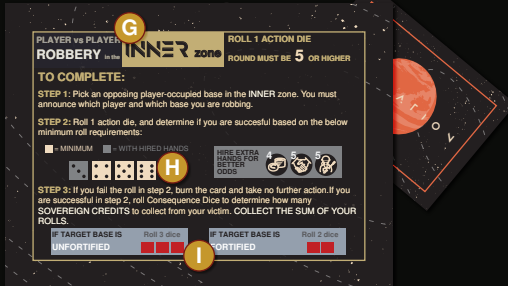 G
PLAYER vs PLAYER
ROBBERY in the INNER zone
ROLL 1 ACTION DIE
ROUND MUST BE 5 OR HIGHER
TO COMPLETE:
STEP 1: Pick an opposing player-occupied base in the INNER zone. You must
announce which player and which base you are robbing.
STEP 2: Roll 1 action die, and determine if you are succesful based on the below
minimum roll requirements:
= MINIMUM = WITH HIRED HANDS
H
HIRE EXTRA
HANDS FOR
BETTER
ODDS
4 5 5
STEP 3: If you fail the roll in step 2, burn the card and take no further action.If you
are successful in step 2, roll Consequence Dice to determine how many
SOVEREIGN CREDITS to collect from your victim. COLLECT THE SUM OF YOUR
ROLLS.
IF TARGET BASE IS Roll 3 dice
UNFORTIFIED
I
IF TARGET BASE IS Roll 2 dice
FORTIFIED